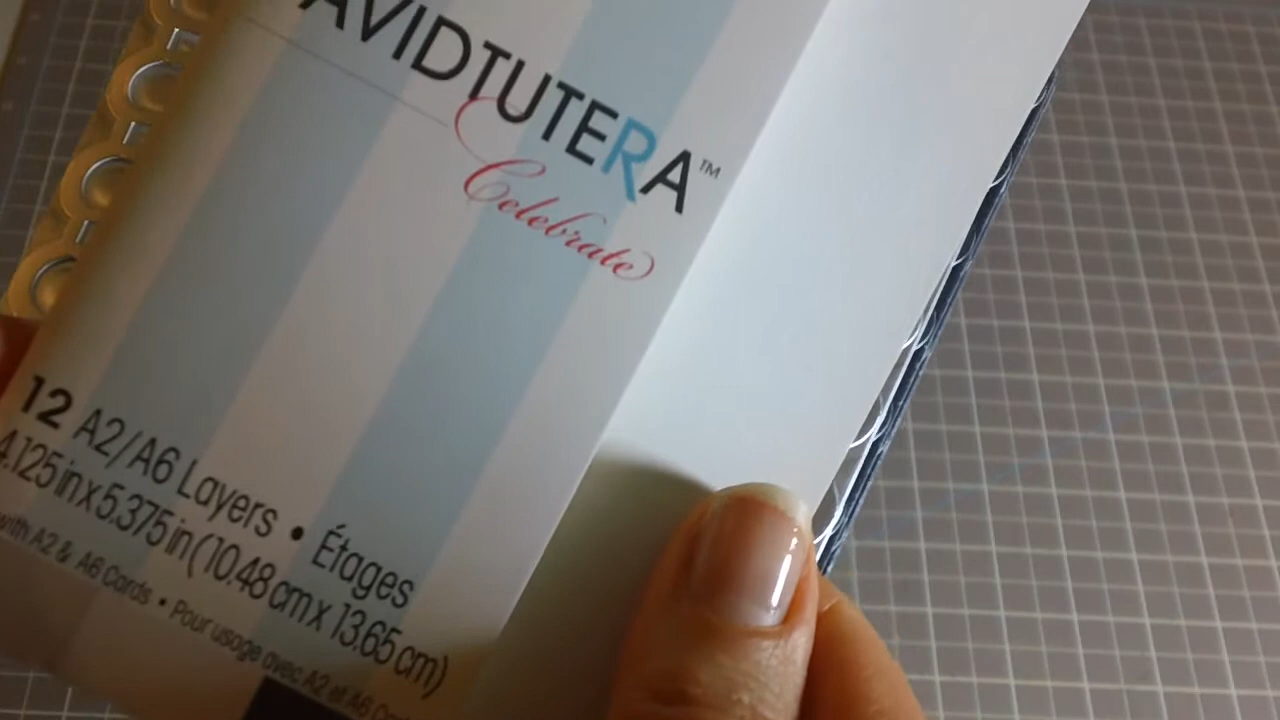 AVIDTUTERA™
Celebrate
12 A2/A6 Layers • Étages
4.125 in x 5.375 in (10.48 cm x 13.65 cm)
with A2 & A6 Cards • Pour usage avec A2 et A6